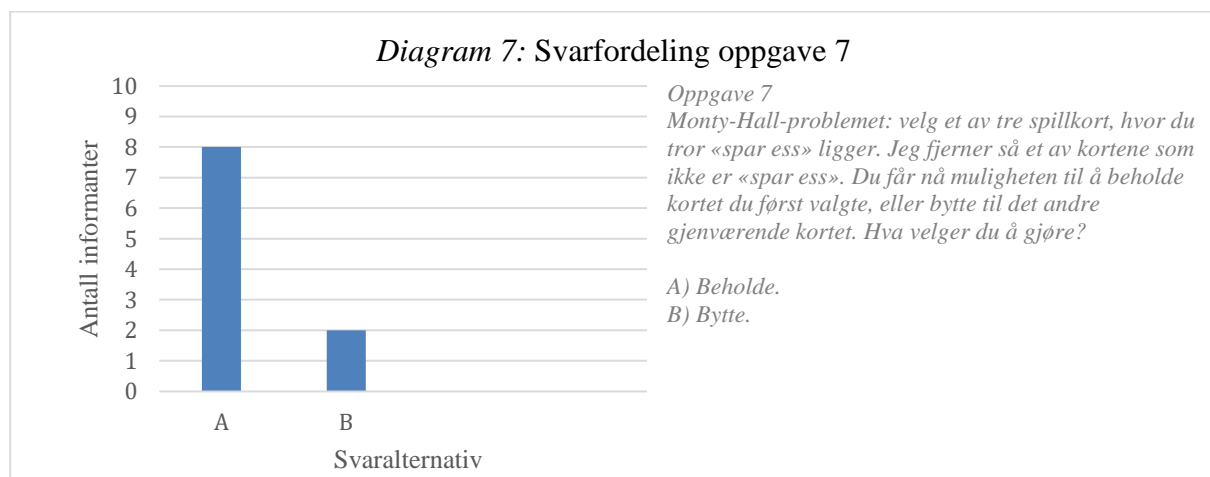 Diagram 7: Svarfordeling oppgave 7
10
9
8
7
6
5
4
3
2
1
0
Antall informanter
A
B
Svaralternativ
Oppgave 7
Monty-Hall-problemet: velg et av tre spillkort, hvor du
tror «spar ess» ligger. Jeg fjerner så et av kortene som
ikke er «spar ess». Du får nå muligheten til å beholde
kortet du først valgte, eller bytte til det andre
gjenværende kortet. Hva velger du å gjøre?
A) Beholde.
B) Bytte.